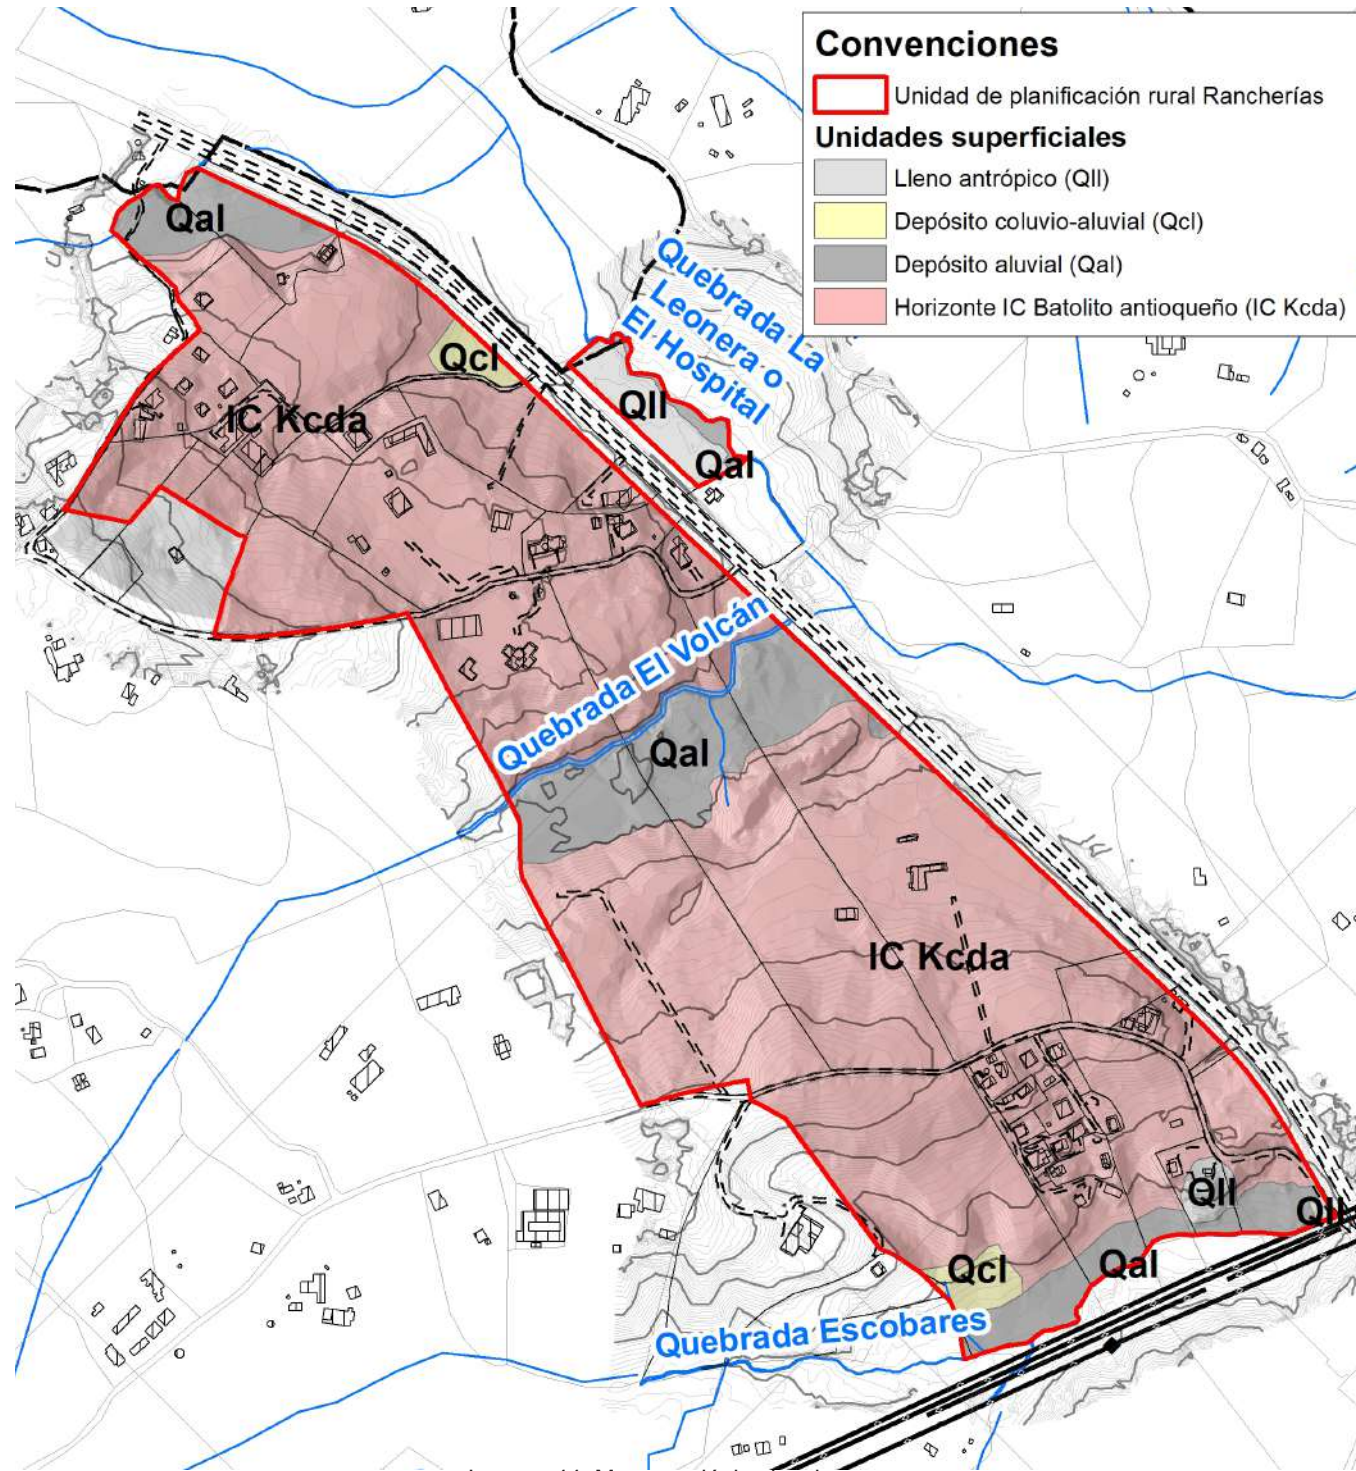 Convenciones
Unidad de planificación rural Rancherías
Unidades superficiales
Lleno antrópico (Qll)
Depósito coluvio-aluvial (Qcl)
Depósito aluvial (Qal)
Horizonte IC Batolito antioqueño (IC Kcda)
Qal
Quebrada La
Leonera o
El Hospital
Qcl
Qll
IC Kcda
Qal
Quebrada El Volcán
Qal
IC Kcda
Qll
Qll
Qcl
Qal
Quebrada Escobares